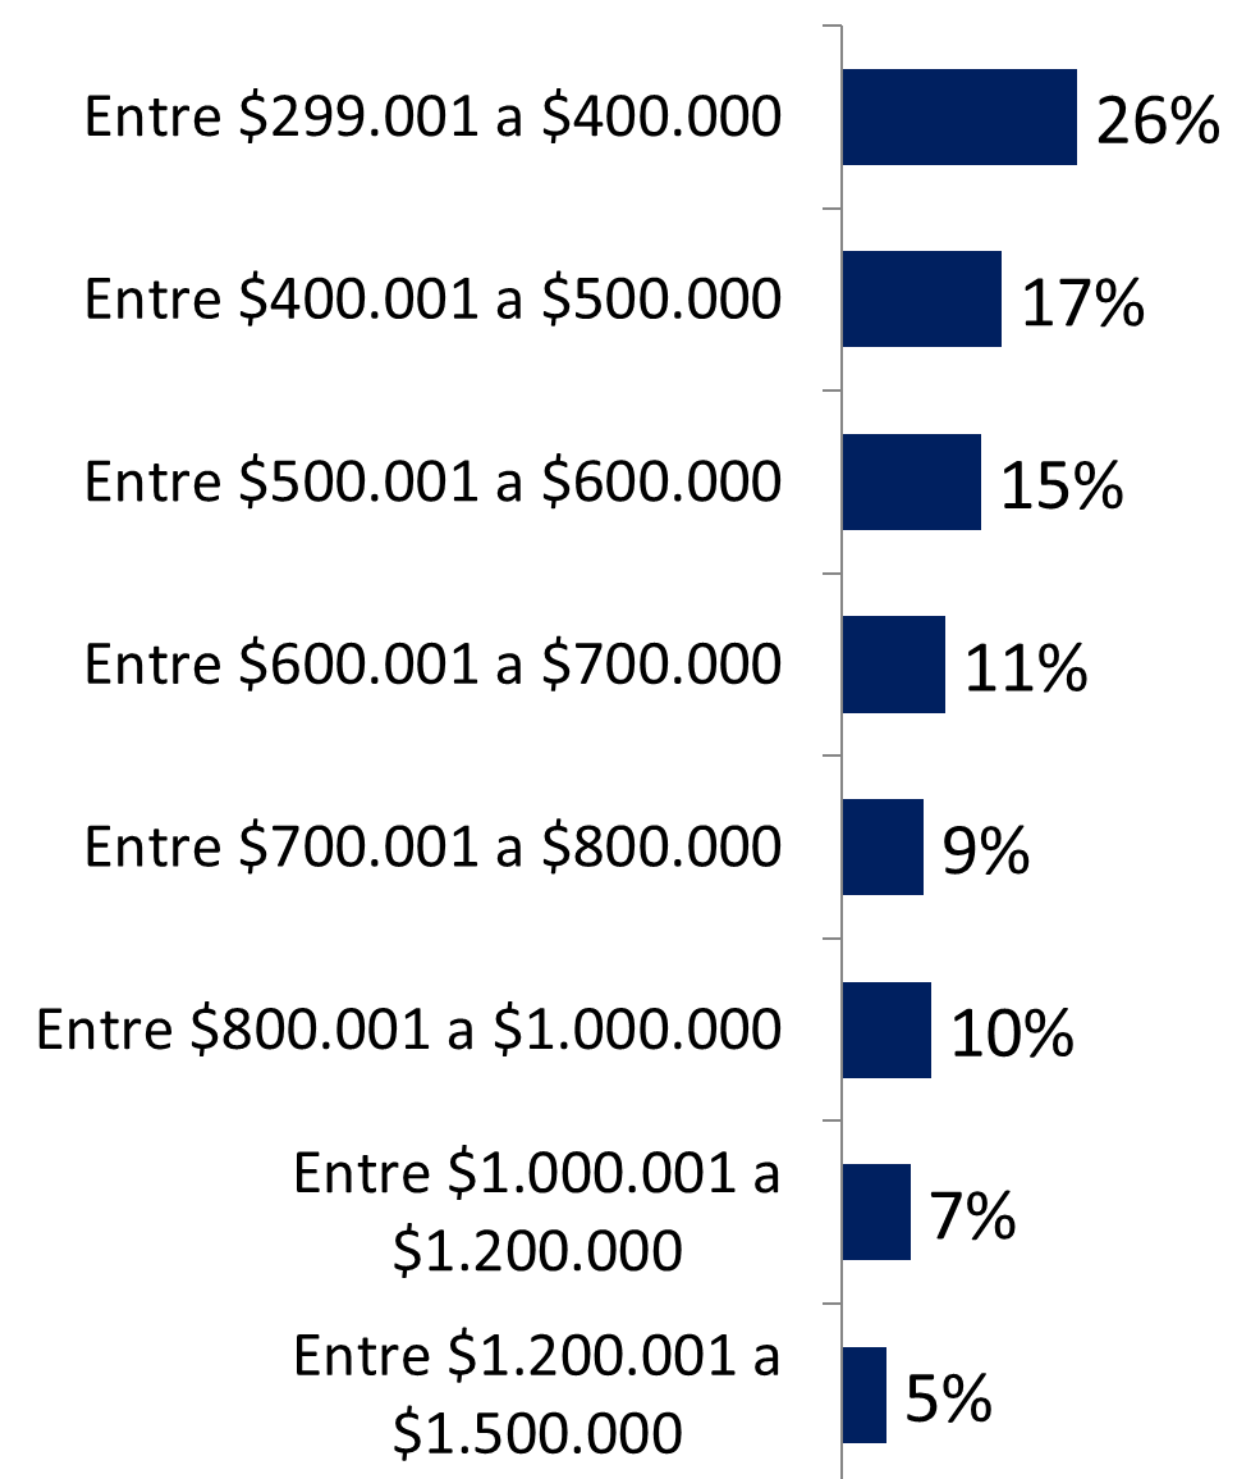 Entre $299.001 a $400.000 26%
Entre $400.001 a $500.000 17%
Entre $500.001 a $600.000 15%
Entre $600.001 a $700.000 11%
Entre $700.001 a $800.000 9%
Entre $800.001 a $1.000.000 10%
Entre $1.000.001 a
$1.200.000
7%
Entre $1.200.001 a
$1.500.000
5%